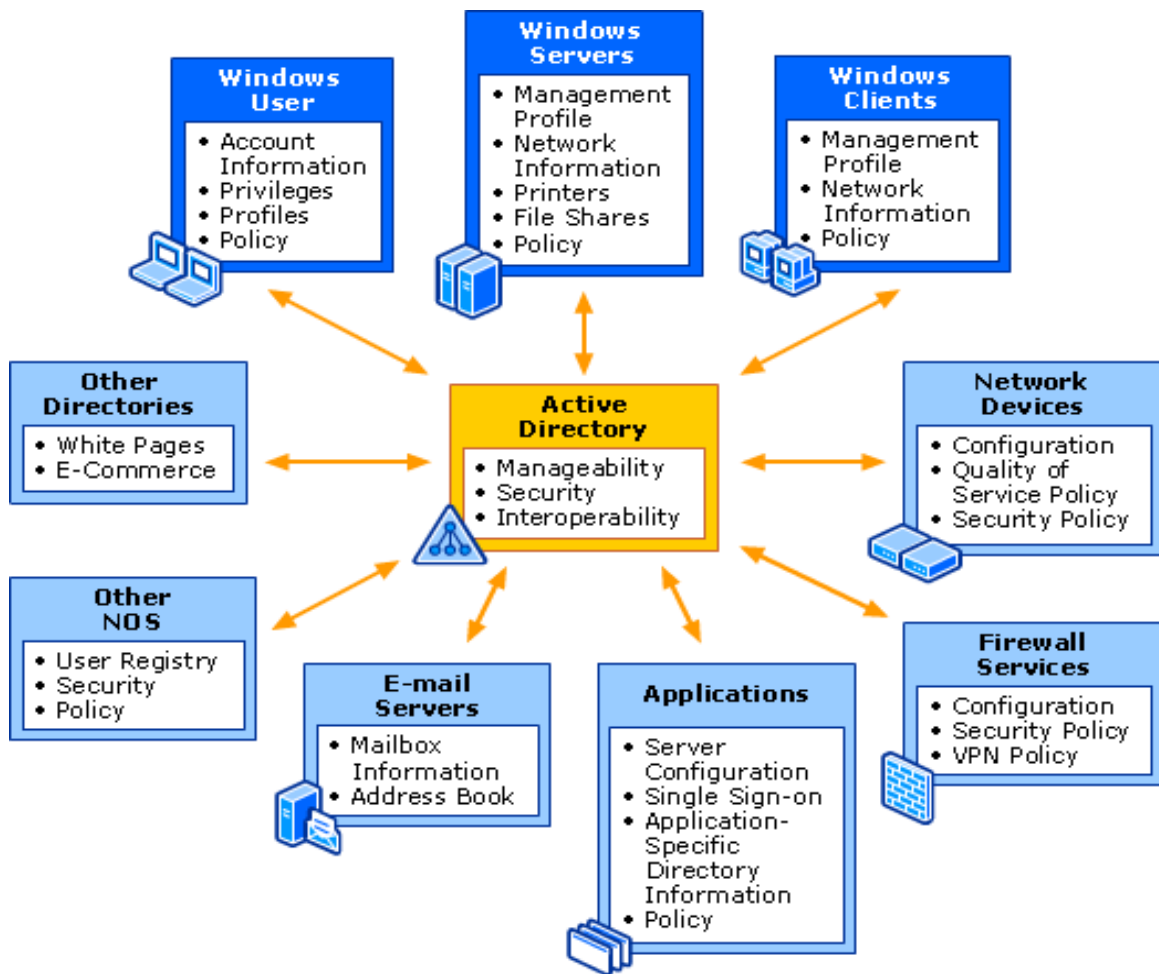 Windows
User
• Account
Information
• Privileges
• Profiles
• Policy
Windows
Servers
• Management
Profile
• Network
Information
• Printers
• File Shares
• Policy
Windows
Clients
• Management
Profile
• Network
Information
• Policy
Other
Directories
• White Pages
• E-Commerce
Active
Directory
• Manageability
• Security
• Interoperability
Network
Devices
• Configuration
• Quality of
Service Policy
• Security Policy
Other
NOS
• User Registry
• Security
• Policy
E-mail
Servers
• Mailbox
Information
• Address Book
Applications
• Server
Configuration
• Single Sign-on
• Application-
Specific
Directory
Information
• Policy
Firewall
Services
• Configuration
• Security Policy
• VPN Policy